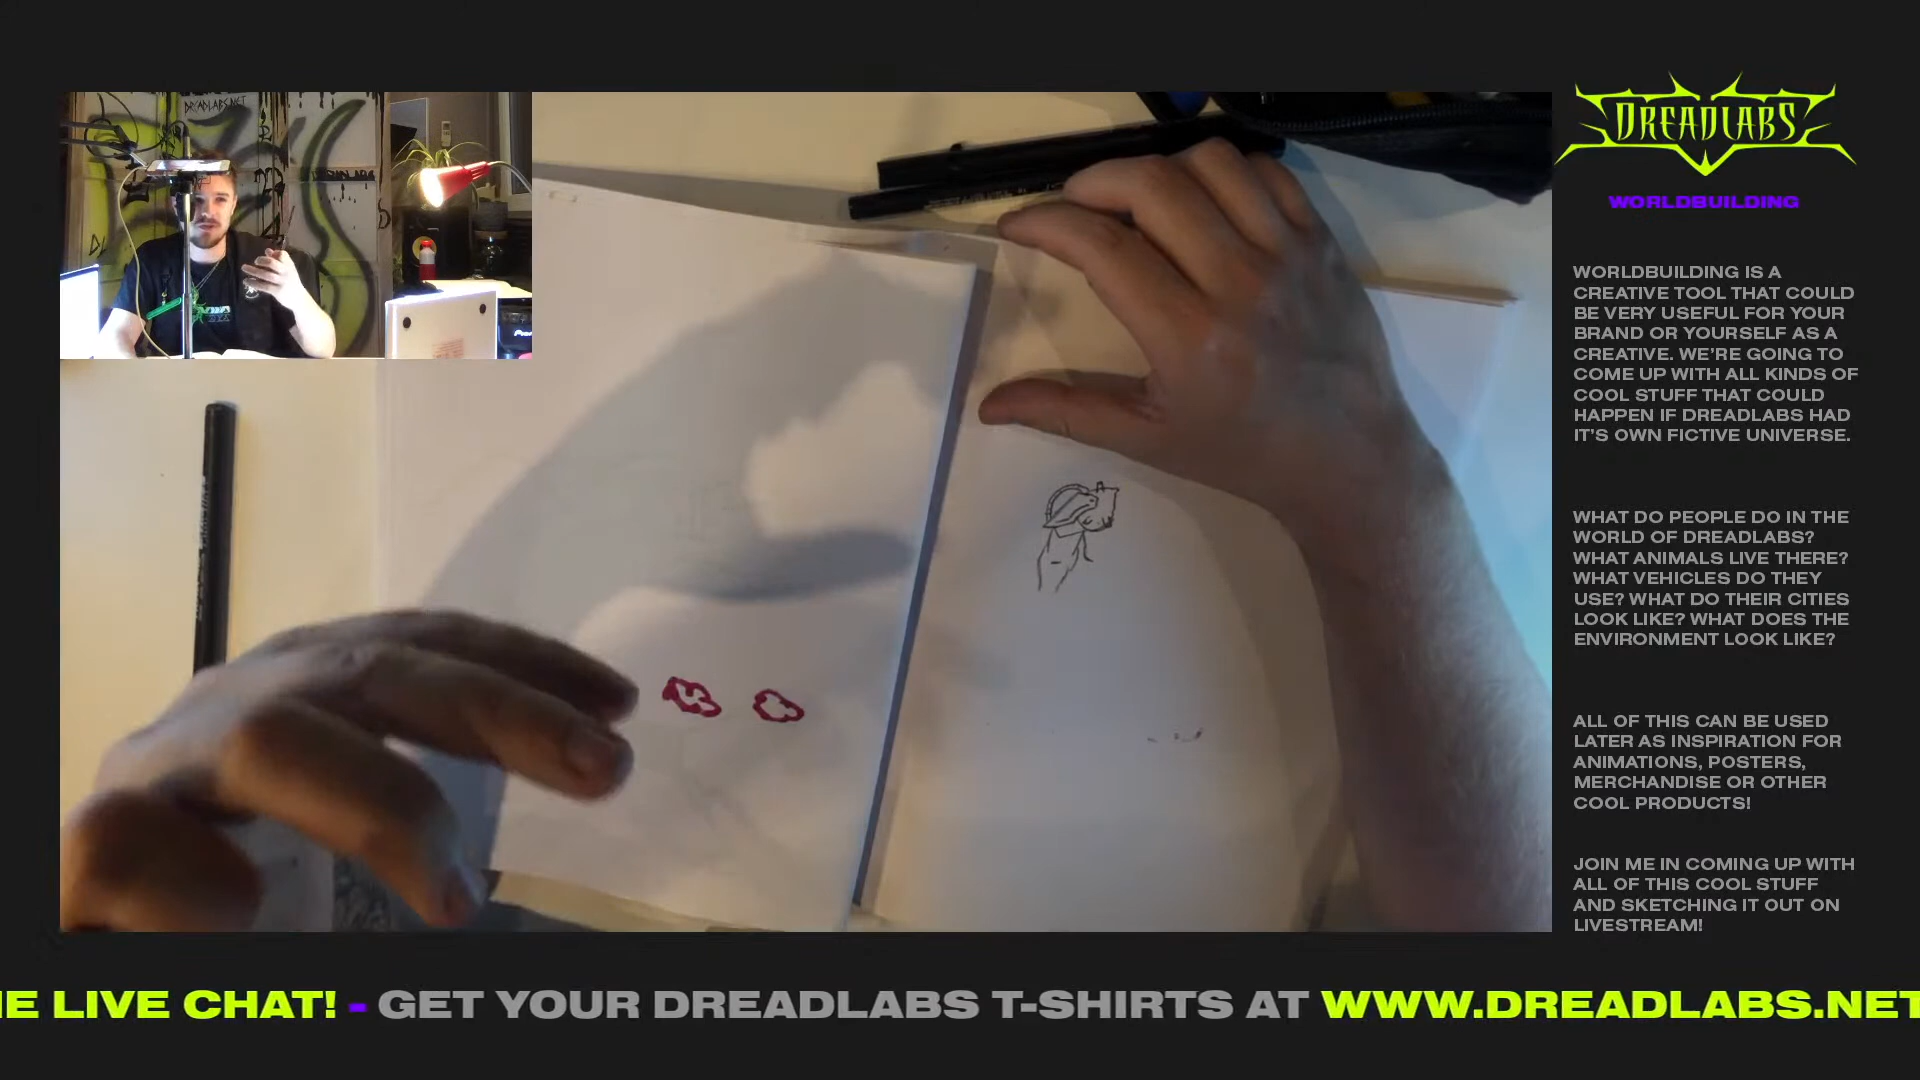 DREADLABS.NET
DREADLABS
WORLDBUILDING
WORLDBUILDING IS A
CREATIVE TOOL THAT COULD
BE VERY USEFUL FOR YOUR
BRAND OR YOURSELF AS A
CREATIVE. WE'RE GOING TO
COME UP WITH ALL KINDS OF
COOL STUFF THAT COULD
HAPPEN IF DREADLABS HAD
IT'S OWN FICTIVE UNIVERSE.
WHAT DO PEOPLE DO IN THE
WORLD OF DREADLABS?
WHAT ANIMALS LIVE THERE?
WHAT VEHICLES DO THEY
USE? WHAT DO THEIR CITIES
LOOK LIKE? WHAT DOES THE
ENVIRONMENT LOOK LIKE?
ALL OF THIS CAN BE USED
LATER AS INSPIRATION FOR
ANIMATIONS, POSTERS,
MERCHANDISE OR OTHER
COOL PRODUCTS!
JOIN ME IN COMING UP WITH
ALL OF THIS COOL STUFF
AND SKETCHING IT OUT ON
LIVESTREAM!
LIVE CHAT! - GET YOUR DREADLABS T-SHIRTS AT WWW.DREADLABS.NET